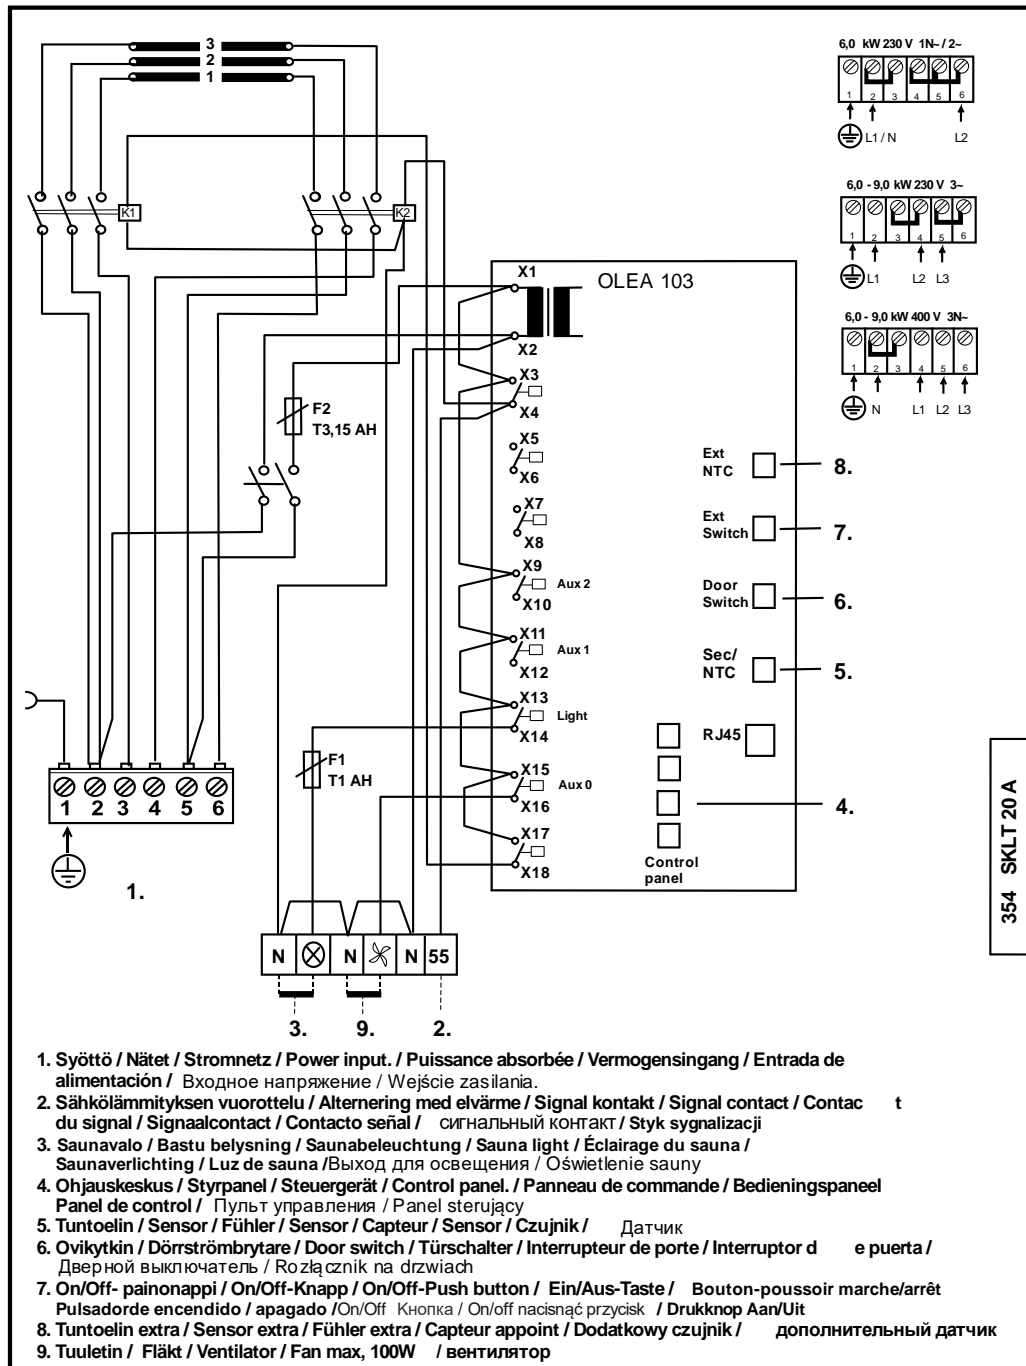 3
2
1
K1
K2
6,0 kW 230 V 1N~ / 2~
1 2 3 4 5 6
L1 / N L2
6,0 - 9,0 kW 230 V 3~
1 2 3 4 5 6
L1 L2 L3
6,0 - 9,0 kW 400 V 3N~
1 2 3 4 5 6
N L1 L2 L3
OLEA 103
X1
X2
X3
X4
X5
X6
X7
X8
X9
Aux 2
X10
X11
Aux 1
X12
X13
Light
X14
X15
Aux 0
X16
X17
X18
F2
T3,15 AH
F1
T1 AH
Ext
NTC
8.
Ext
Switch
7.
Door
Switch
6.
Sec/
NTC
5.
RJ45
4.
Control
panel
1 2 3 4 5 6
1.
N N N 55
3. 9. 2.
354 SKLT 20 A
1. Syöttö / Nätet / Stromnetz / Power input. / Puissance absorbée / Vermogensingang / Entrada de
alimentación / Входное напряжение / Wejście zasilania.
2. Sähkölämmityksen vuorottelu / Alternering med elvärme / Signal kontakt / Signal contact / Contac t
du signal / Signaalcontact / Contacto señal / сигнальный контакт / Styk sygnalizacji
3. Saunavalo / Bastu belysning / Saunabeleuchtung / Sauna light / Éclairage du sauna /
Saunaverlichting / Luz de sauna /Выход для освещения / Oświetlenie sauny
4. Ohjauskeskus / Styrpanel / Steuergerät / Control panel. / Panneau de commande / Bedieningspaneel
Panel de control / Пульт управления / Panel sterujący
5. Tuntoelin / Sensor / Fühler / Sensor / Capteur / Sensor / Czujnik / Датчик
6. Ovikytkin / Dörrströmbrytare / Door switch / Türschalter / Interrupteur de porte / Interruptor d e puerta /
Дверной выключатель / Rozłącznik na drzwiach
7. On/Off- painonappi / On/Off-Knapp / On/Off-Push button / Ein/Aus-Taste / Bouton-poussoir marche/arrêt
Pulsadorde encendido / apagado /On/Off Кнопка / On/off nacisnąć przycisk / Drukknop Aan/Uit
8. Tuntoelin extra / Sensor extra / Fühler extra / Capteur appoint / Dodatkowy czujnik / дополнительный датчик
9. Tuuletin / Fläkt / Ventilator / Fan max, 100W / вентилятор